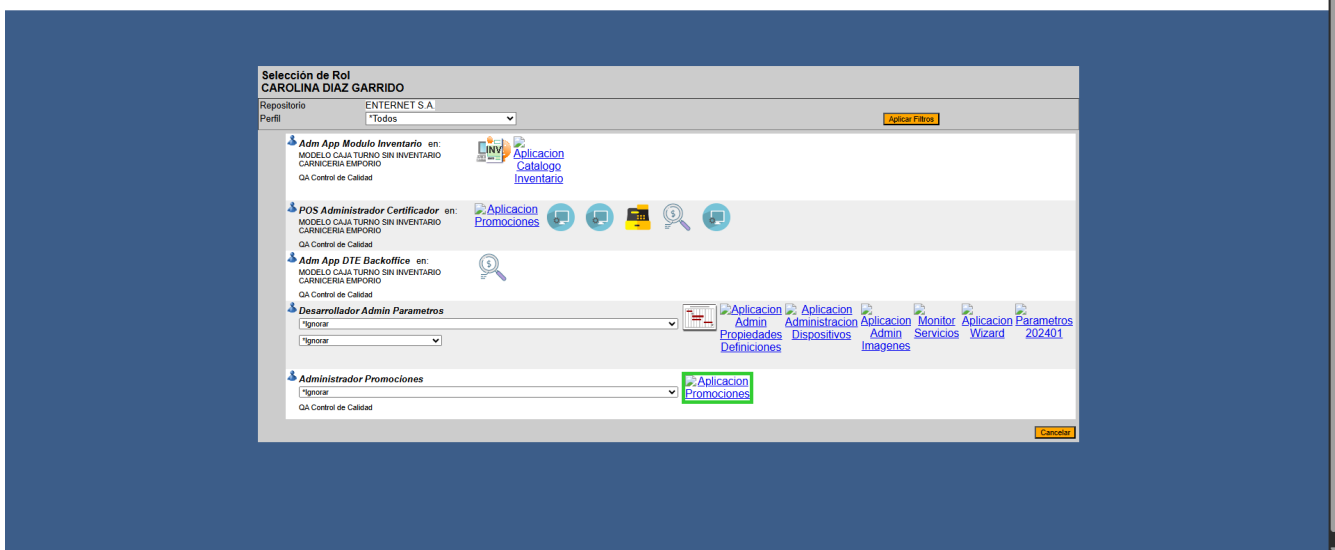 Selección de Rol
CAROLINA DIAZ GARRIDO
Repositorio ENTERNET S.A.
Perfil *Todos Aplicar Filtros
Adm App Modulo Inventario en:
MODELO CAJA TURNO SIN INVENTARIO
CARNICERIA EMPORIO
QA Control de Calidad
INV
Aplicacion
Catalogo
Inventario
POS Administrador Certificador en:
MODELO CAJA TURNO SIN INVENTARIO
CARNICERIA EMPORIO
QA Control de Calidad
Aplicacion
Promociones
Adm App DTE Backoffice en:
MODELO CAJA TURNO SIN INVENTARIO
CARNICERIA EMPORIO
QA Control de Calidad
Desarrollador Admin Parametros
*Ignorar
*Ignorar
Aplicacion
Admin
Propiedades
Definiciones
Aplicacion
Administracion
Dispositivos
Aplicacion
Admin
Imagenes
Monitor
Servicios
Aplicacion
Wizard
Parametros
202401
Administrador Promociones
*Ignorar
QA Control de Calidad
Aplicacion
Promociones
Cancelar